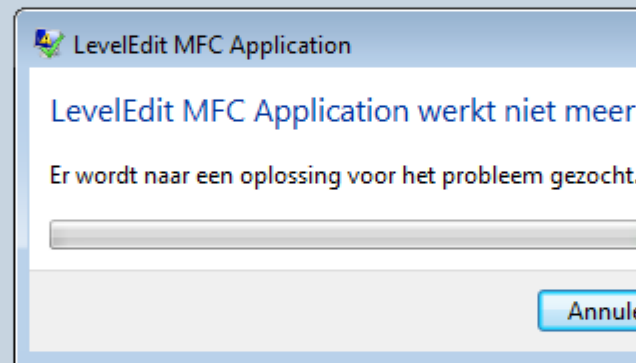 LevelEdit MFC Application
LevelEdit MFC Application werkt niet meer
Er wordt naar een oplossing voor het probleem gezocht.
Annule